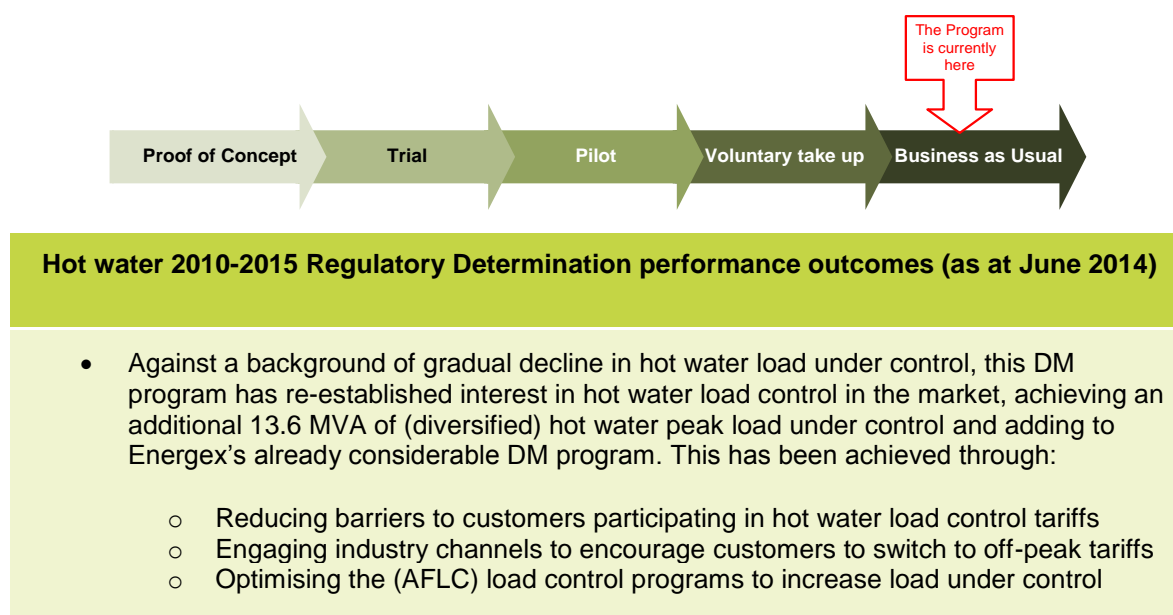 The Program
is currently
here
Proof of Concept
Trial
Pilot
Voluntary take up
Business as Usual
Hot water 2010-2015 Regulatory Determination performance outcomes (as at June 2014)
• Against a background of gradual decline in hot water load under control, this DM
program has re-established interest in hot water load control in the market, achieving an
additional 13.6 MVA of (diversified) hot water peak load under control and adding to
Energex's already considerable DM program. This has been achieved through:
o Reducing barriers to customers participating in hot water load control tariffs
o Engaging industry channels to encourage customers to switch to off-peak tariffs
o Optimising the (AFLC) load control programs to increase load under control